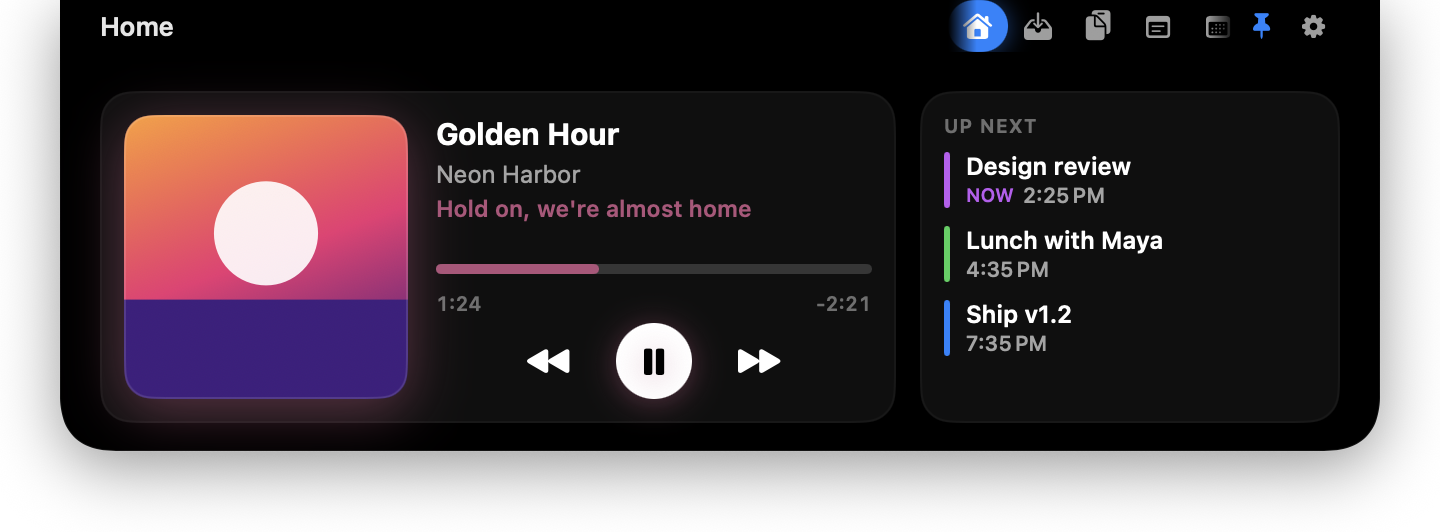 Home
Golden Hour
Neon Harbor
Hold on, we're almost home
1:24
-2:21
UP NEXT
Design review
NOW 2:25 PM
Lunch with Maya
4:35 PM
Ship v1.2
7:35 PM